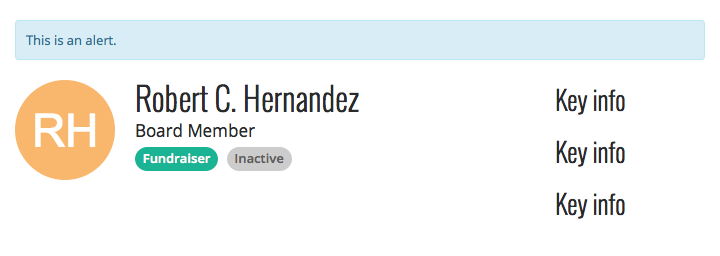 This is an alert.
RH
Robert C. Hernandez
Board Member
Fundraiser Inactive
Key info
Key info
Key info